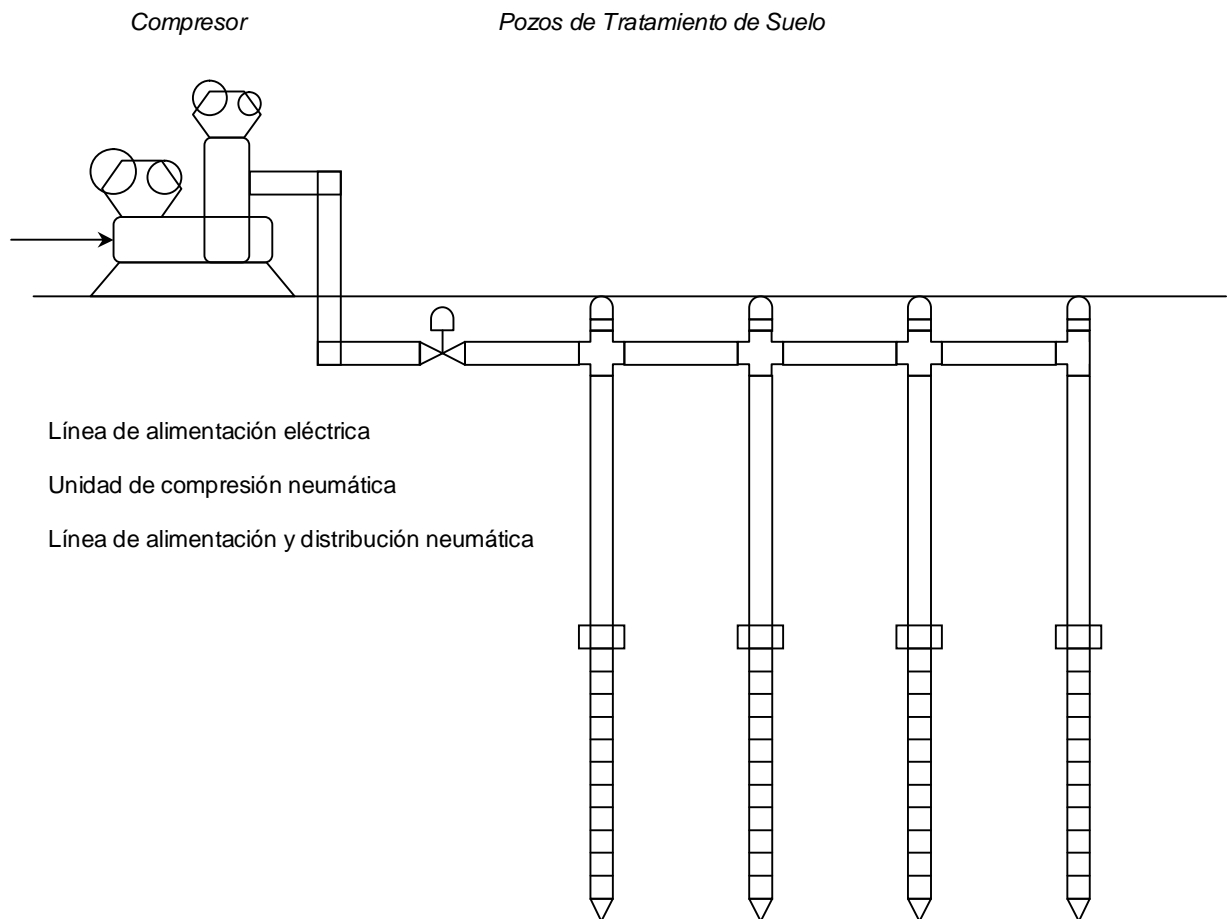 Compresor
Pozos de Tratamiento de Suelo
Línea de alimentación eléctrica
Unidad de compresión neumática
Línea de alimentación y distribución neumática